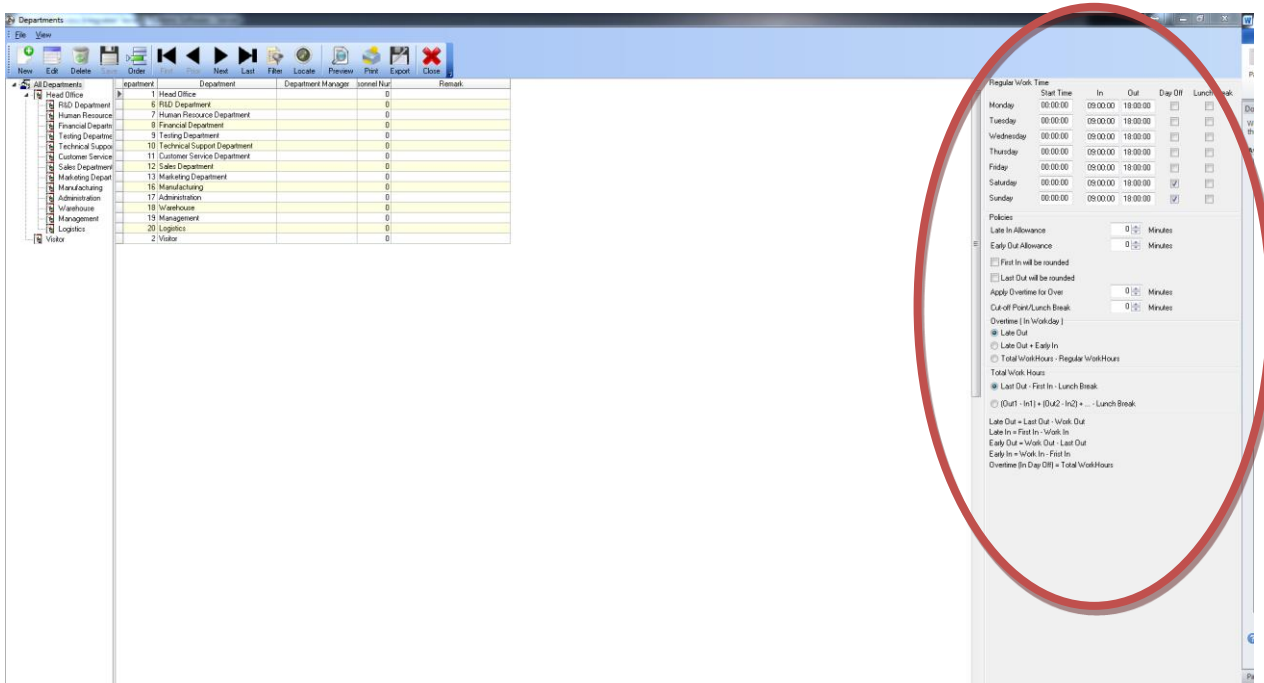 Departments
File View
New Edit Delete Save Order First Prior Next Last Filter Locate Preview Print Export Close
All Departments
Head Office
R&D Department
Human Resource
Financial Departn
Testing Departme
Technical Suppor
Customer Service
Sales Department
Marketing Depart
Manufacturing
Administration
Warehouse
Management
Logistics
Visitor
epartment Department Department Manager sonnel Nur Remark
1 Head Office 0
6 R&D Department 0
7 Human Resource Department 0
8 Financial Department 0
9 Testing Department 0
10 Technical Support Department 0
11 Customer Service Department 0
12 Sales Department 0
13 Marketing Department 0
16 Manufacturing 0
17 Administration 0
18 Warehouse 0
19 Management 0
20 Logistics 0
2 Visitor 0
Regular Work Time
Start Time In Out Day Off Lunch Break
Monday 00:00:00 09:00:00 18:00:00
Tuesday 00:00:00 09:00:00 18:00:00
Wednesday 00:00:00 09:00:00 18:00:00
Thursday 00:00:00 09:00:00 18:00:00
Friday 00:00:00 09:00:00 18:00:00
Saturday 00:00:00 09:00:00 18:00:00
Sunday 00:00:00 09:00:00 18:00:00
Policies
Late In Allowance 0 Minutes
Early Out Allowance 0 Minutes
First In will be rounded
Last Out will be rounded
Apply Overtime for Over 0 Minutes
Cut-off Point/Lunch Break 0 Minutes
Overtime ( In Workday )
Late Out
Late Out + Early In
Total WorkHours - Regular WorkHours
Total Work Hours
Last Out - First In - Lunch Break
(Out1 - In1) + (Out2 - In2) + ... - Lunch Break
Late Out = Last Out - Work Out
Late In = First In - Work In
Early Out = Work Out - Last Out
Early In = Work In - Frist In
Overtime (In Day Off) = Total WorkHours